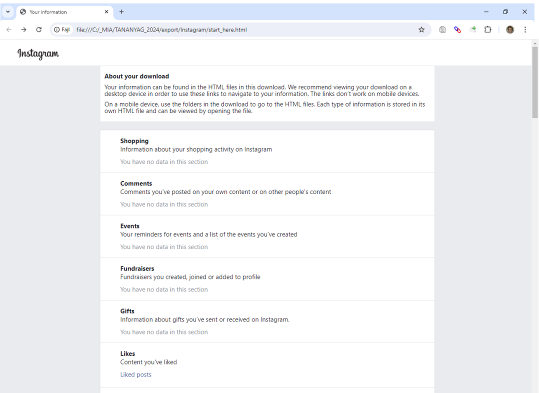 Your Information
Fájl
file:///C:/_MIA/TANANYAG_2024/export/Instagram/start_here.html
Instagram
About your download
Your information can be found in the HTML files in this download. We recommend viewing your download on a
desktop device in order to use these links to navigate to your information. The links don't work on mobile devices.
On a mobile device, use the folders in the download to go to the HTML files. Each type of information is stored in its
own HTML file and can be viewed by opening the file.
Shopping
Information about your shopping activity on Instagram
You have no data in this section
Comments
Comments you've posted on your own content or on other people's content
You have no data in this section
Events
Your reminders for events and a list of the events you've created
You have no data in this section
Fundraisers
Fundraisers you created, joined or added to profile
You have no data in this section
Gifts
Information about gifts you've sent or received on Instagram.
You have no data in this section
Likes
Content you've liked
Liked posts